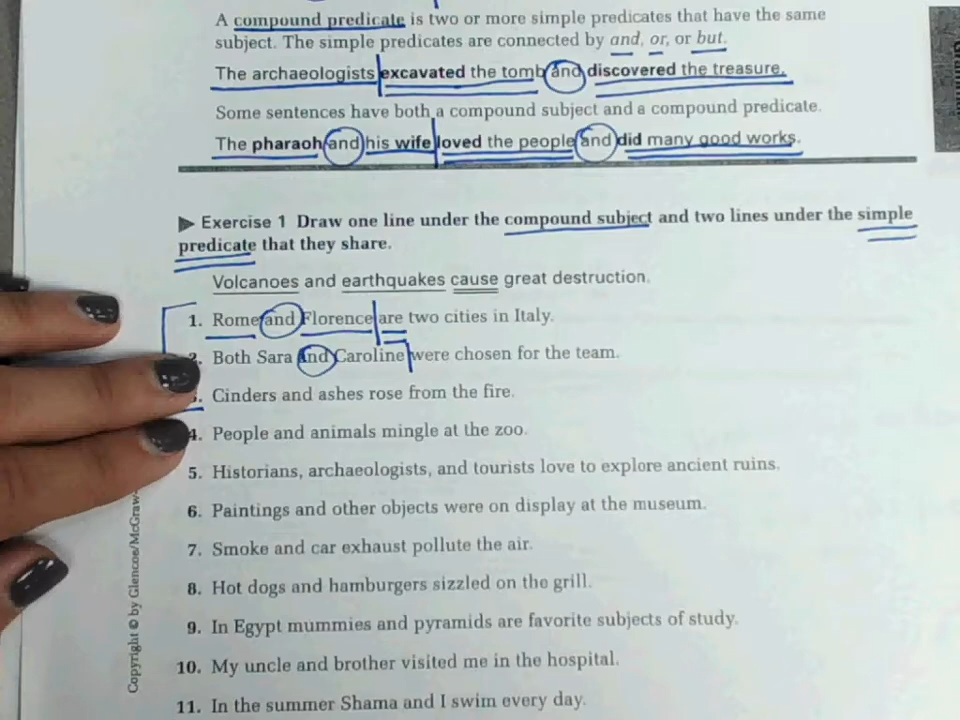 A compound predicate is two or more simple predicates that have the same
subject. The simple predicates are connected by and, or, or but.
The archaeologists excavated the tomb and discovered the treasure.
Some sentences have both a compound subject and a compound predicate.
The pharaoh and his wife loved the people and did many good works.
▶ Exercise 1 Draw one line under the compound subject and two lines under the simple
predicate that they share.
Volcanoes and earthquakes cause great destruction.
1. Rome and Florence are two cities in Italy.
2. Both Sara and Caroline were chosen for the team.
3. Cinders and ashes rose from the fire.
4. People and animals mingle at the zoo.
5. Historians, archaeologists, and tourists love to explore ancient ruins.
6. Paintings and other objects were on display at the museum.
7. Smoke and car exhaust pollute the air.
8. Hot dogs and hamburgers sizzled on the grill.
9. In Egypt mummies and pyramids are favorite subjects of study.
10. My uncle and brother visited me in the hospital.
11. In the summer Shama and I swim every day.
Copyright © by Glencoe/McGraw-